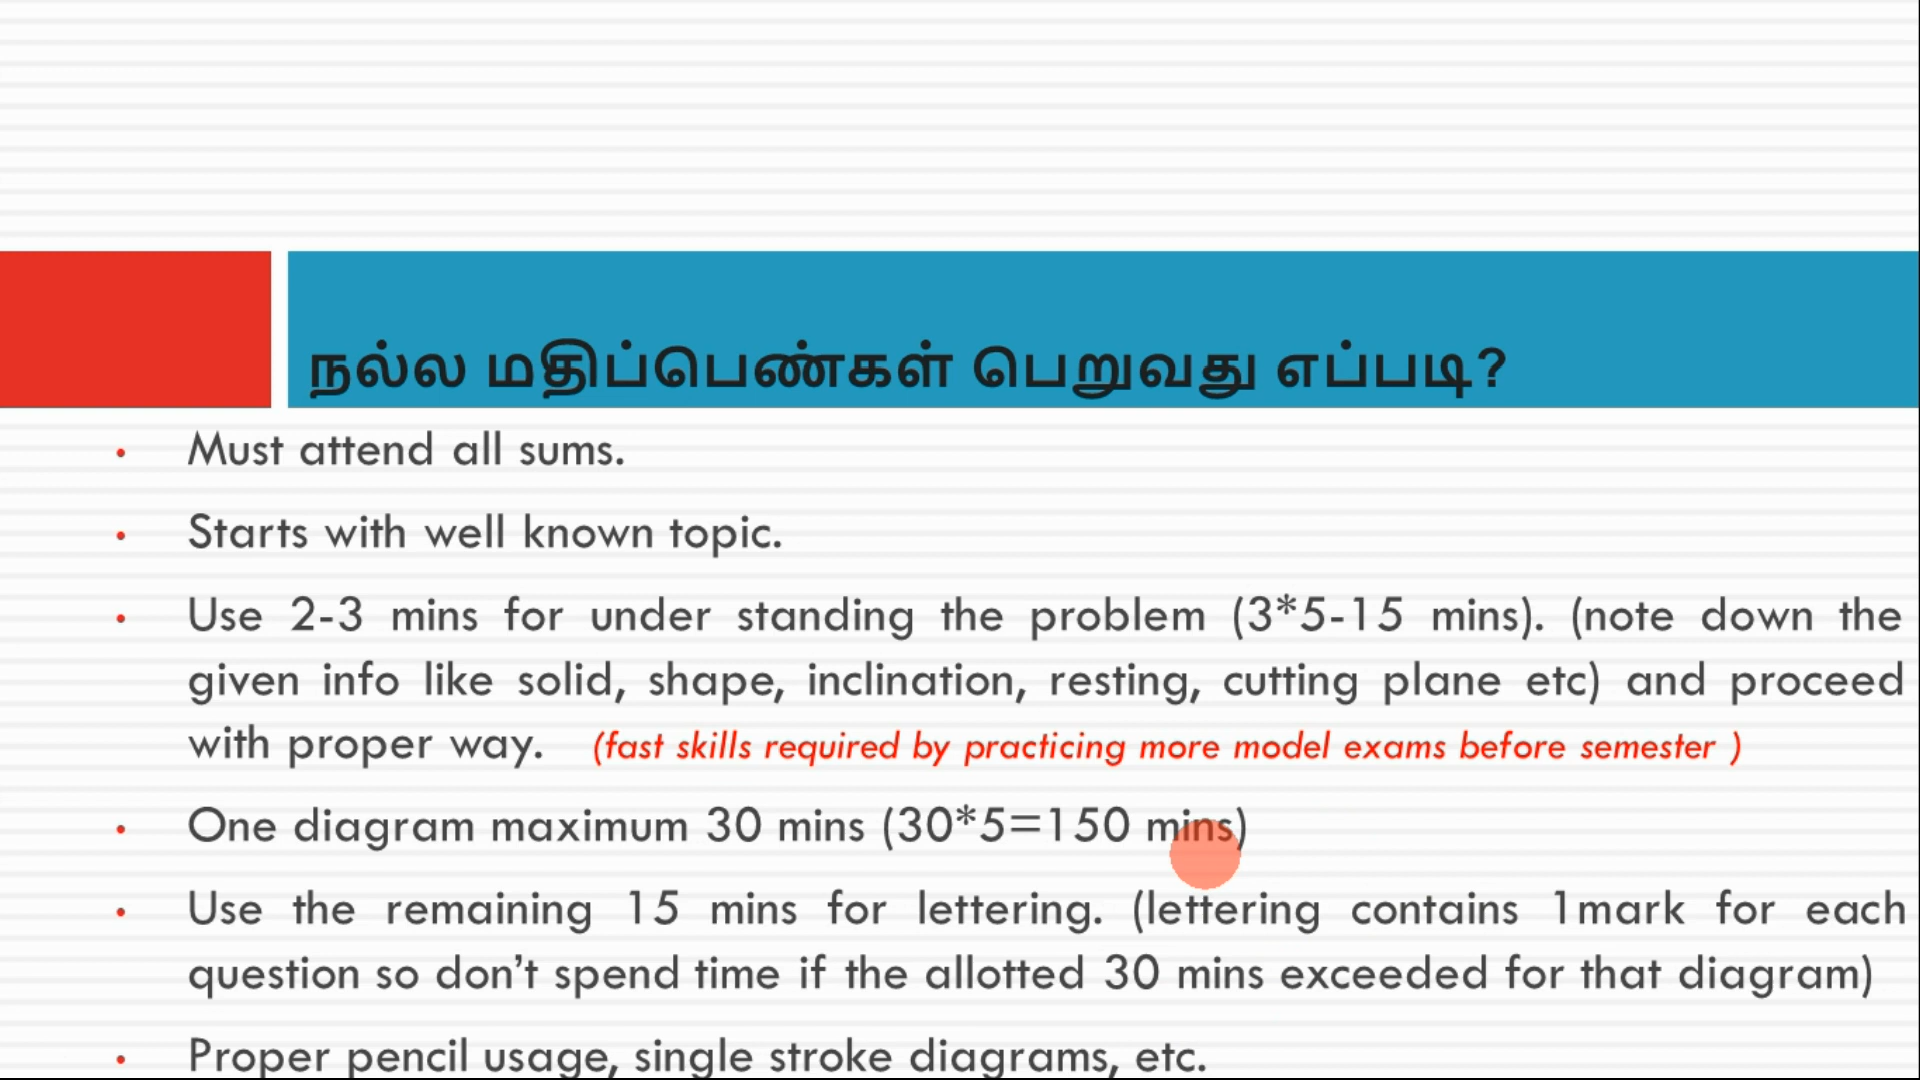 நல்ல மதிப்பெண்கள் பெறுவது எப்படி?
• Must attend all sums.
• Starts with well known topic.
• Use 2-3 mins for under standing the problem (3*5-15 mins). (note down the
given info like solid, shape, inclination, resting, cutting plane etc) and proceed
with proper way. (fast skills required by practicing more model exams before semester )
• One diagram maximum 30 mins (30*5=150 mins)
• Use the remaining 15 mins for lettering. (lettering contains 1mark for each
question so don’t spend time if the allotted 30 mins exceeded for that diagram)
• Proper pencil usage, single stroke diagrams, etc.